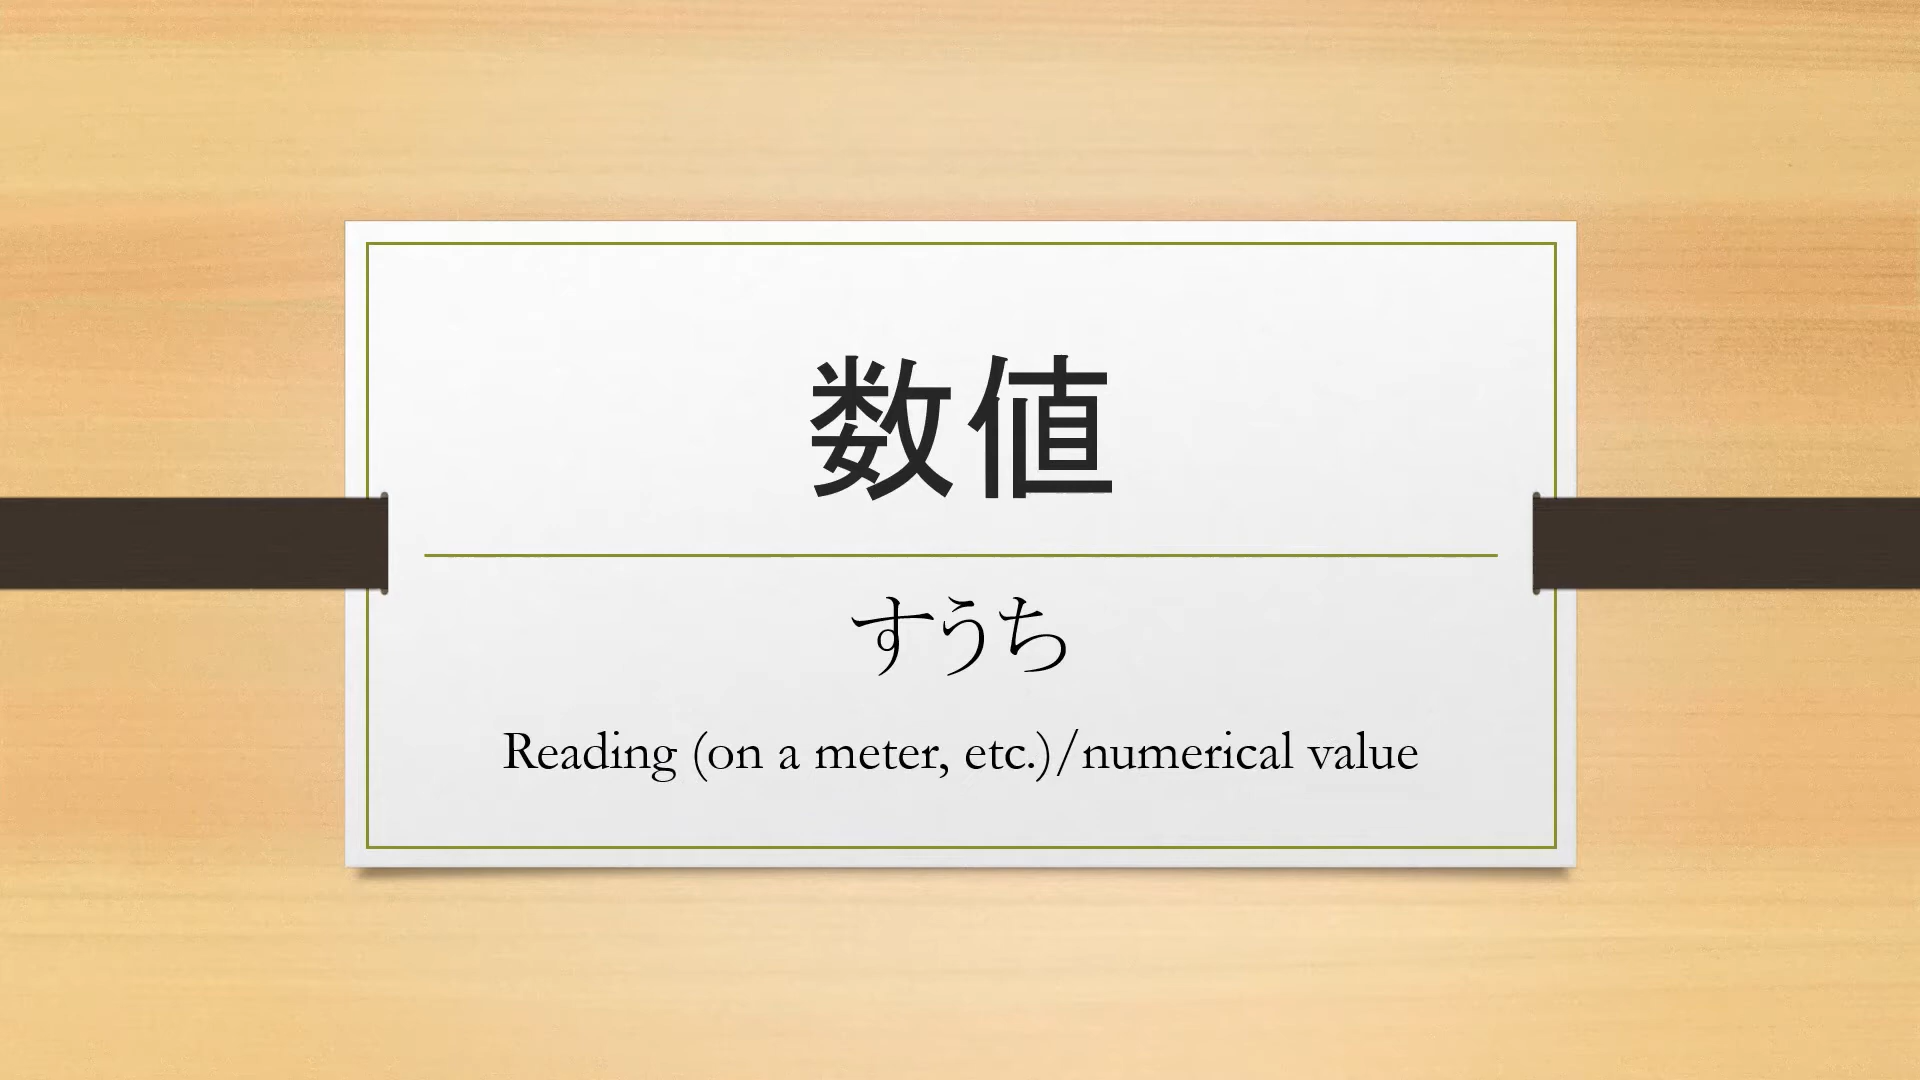 数値
すうち
Reading (on a meter, etc.)/numerical value